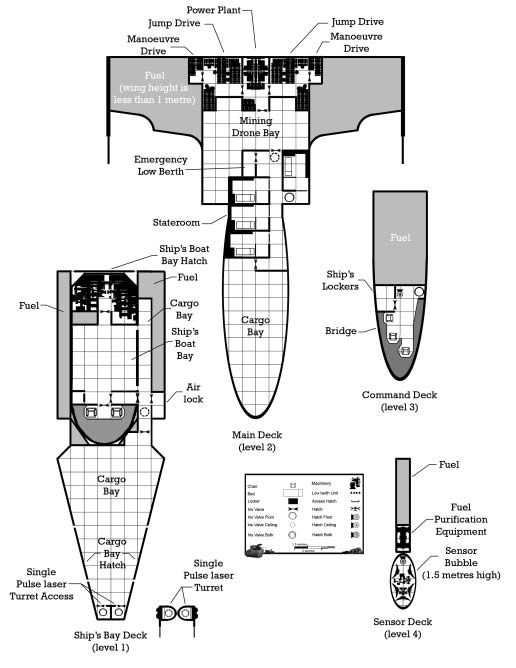 Power Plant
Jump Drive
Jump Drive
Manoeuvre
Drive
Manoeuvre
Drive
Fuel
(wing height is
less than 1 metre)
Mining
Drone Bay
Emergency
Low Berth
Stateroom
Cargo
Bay
Main Deck
(level 2)
Ship's Boat
Bay Hatch
Fuel
Fuel
Cargo
Bay
Ship's
Boat
Bay
Air
lock
Cargo
Bay
Cargo
Bay
Hatch
Single
Pulse laser
Turret Access
Single
Pulse laser
Turret
Ship's Bay Deck
(level 1)
Fuel
Ship's
Lockers
Bridge
Command Deck
(level 3)
Chair
Machinery
Bed
Low berth Unit
Locker
Access Hatch
Iris Valve
Hatch
Iris Valve Floor
Hatch Floor
Iris Valve Ceiling
Hatch Ceiling
Iris Valve Both
Hatch Both
Fuel
Fuel
Purification
Equipment
Sensor
Bubble
(1.5 metres high)
Sensor Deck
(level 4)